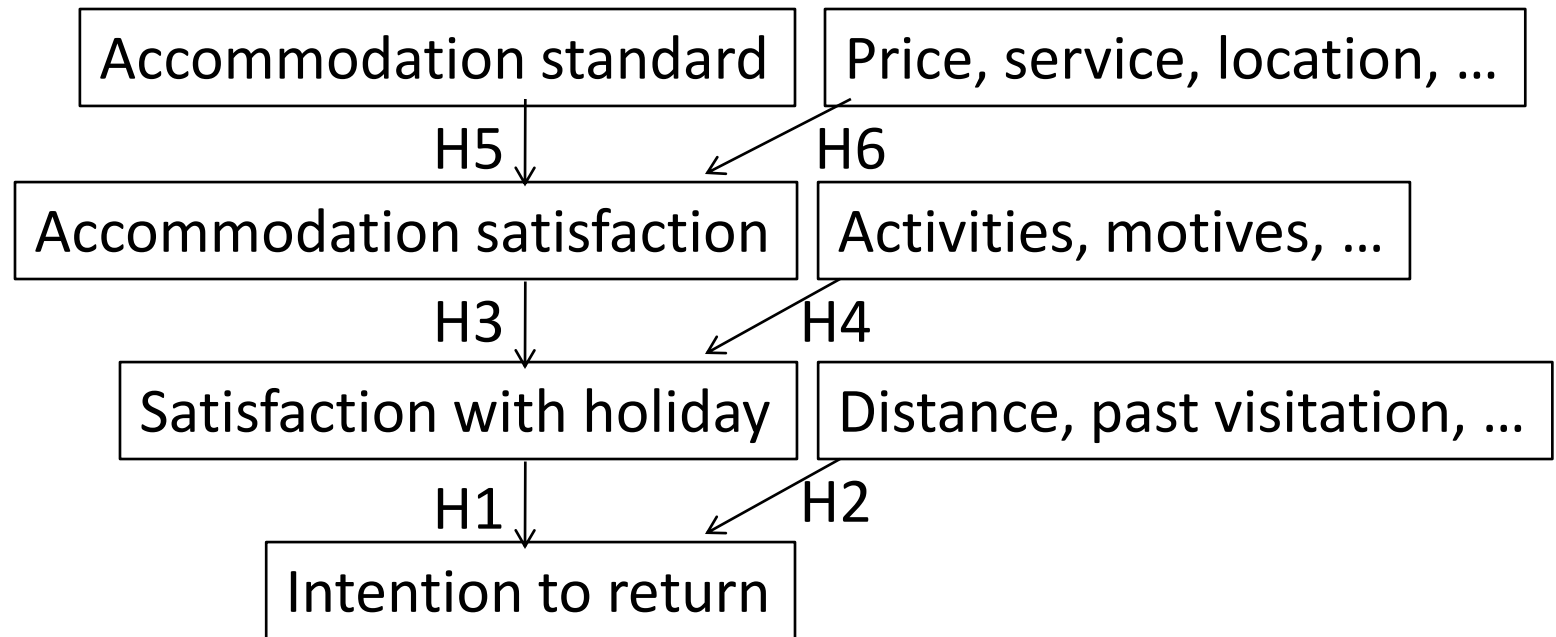 Accommodation standard
Price, service, location, …
H5
H6
Accommodation satisfaction
Activities, motives, …
H3
H4
Satisfaction with holiday
Distance, past visitation, …
H1
H2
Intention to return